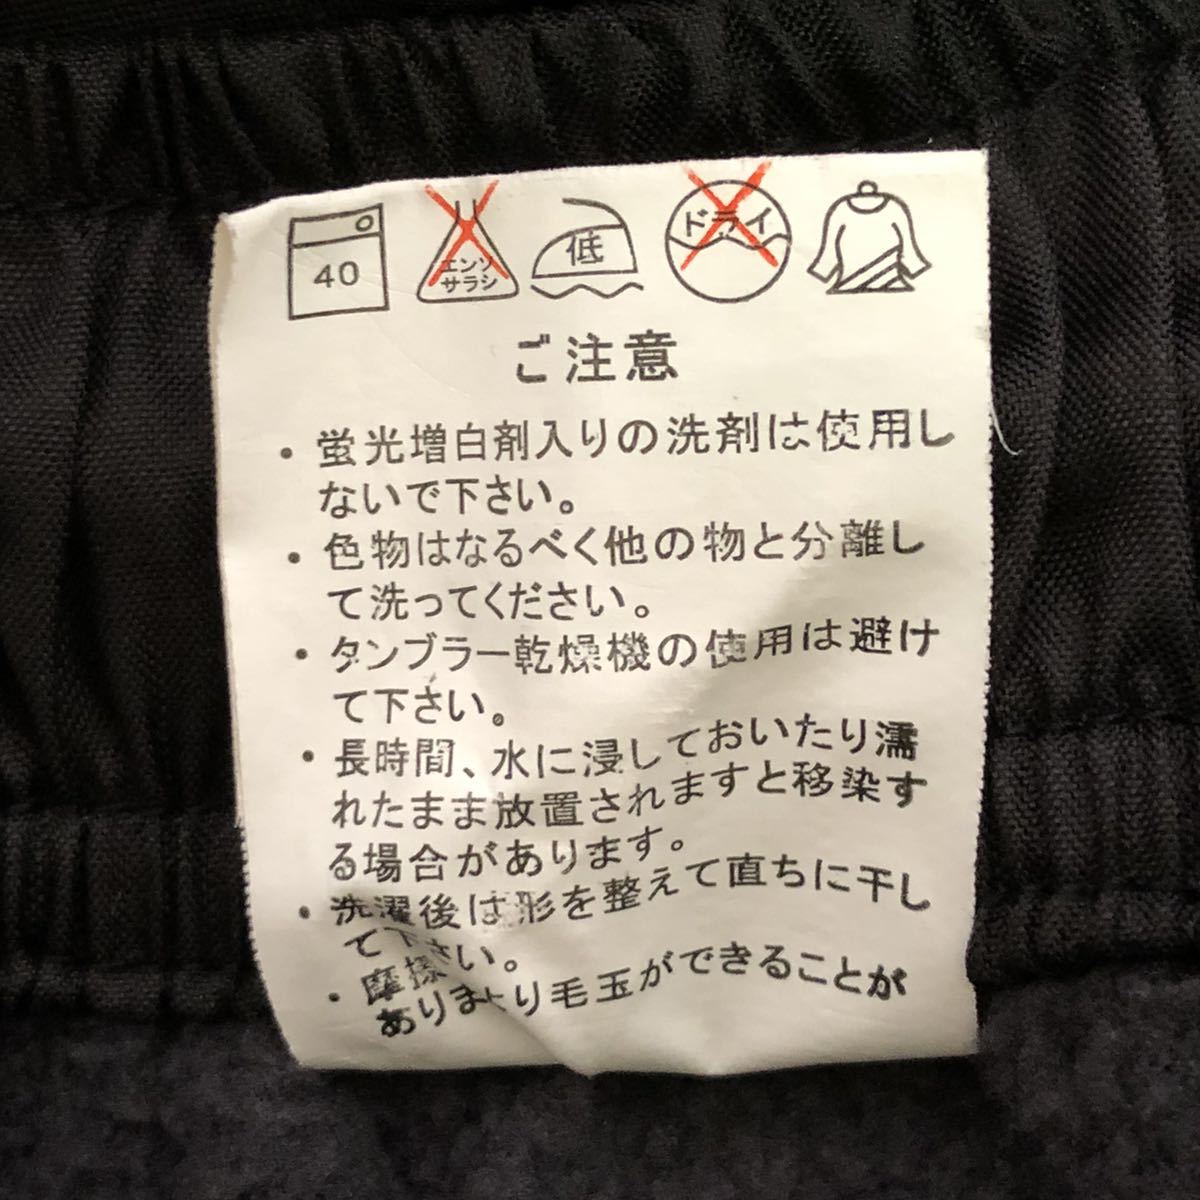 40
エンソ
サラシ
低
ドライ
ご注意
・蛍光増白剤入りの洗剤は使用し
ないで下さい。
・色物はなるべく他の物と分離し
て洗ってください。
・タンブラー乾燥機の使用は避け
て下さい。
・長時間、水に浸しておいたり濡
れたまま放置されますと移染す
る場合があります。
・洗濯後は形を整えて直ちに干し
て下さい。
・摩擦により毛玉ができることが
あります